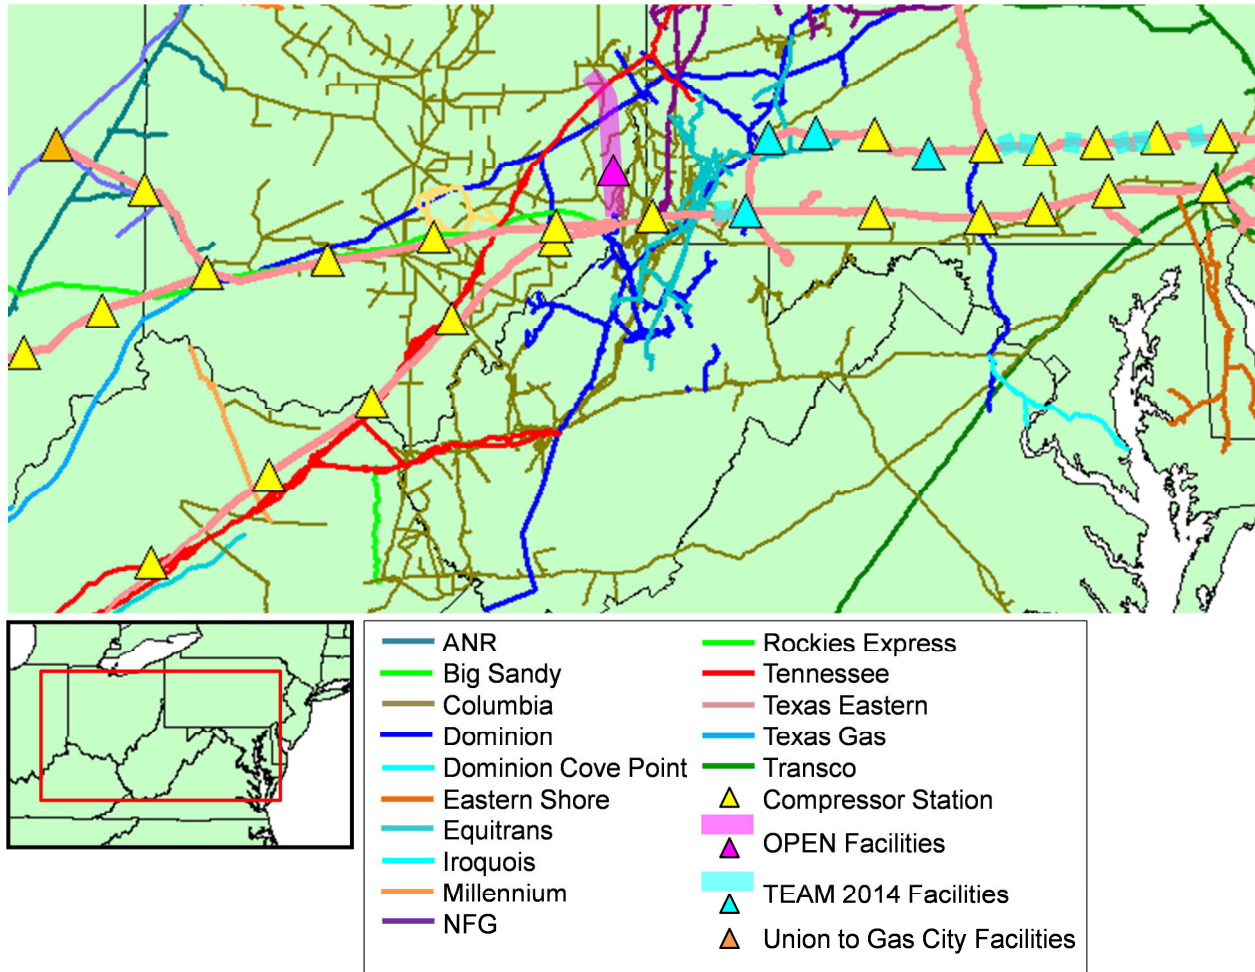 ANR
Big Sandy
Columbia
Dominion
Dominion Cove Point
Eastern Shore
Equitrans
Iroquois
Millennium
NFG
Rockies Express
Tennessee
Texas Eastern
Texas Gas
Transco
Compressor Station
OPEN Facilities
TEAM 2014 Facilities
Union to Gas City Facilities